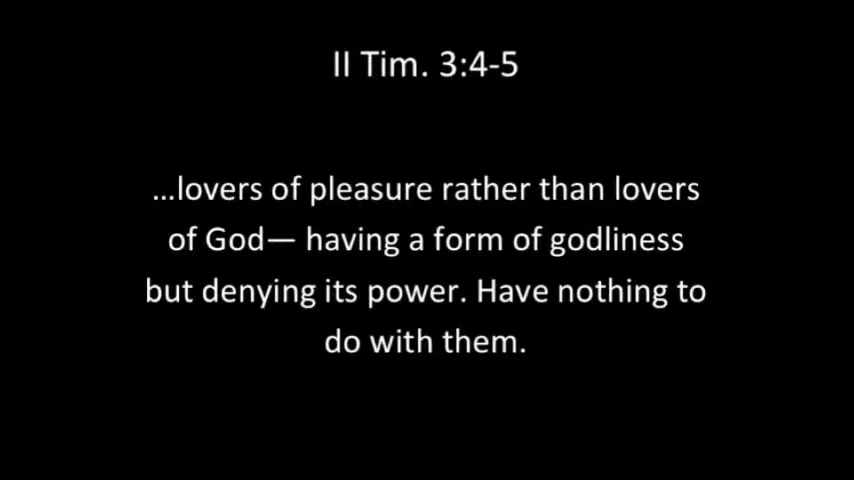 II Tim. 3:4-5
…lovers of pleasure rather than lovers
of God— having a form of godliness
but denying its power. Have nothing to
do with them.